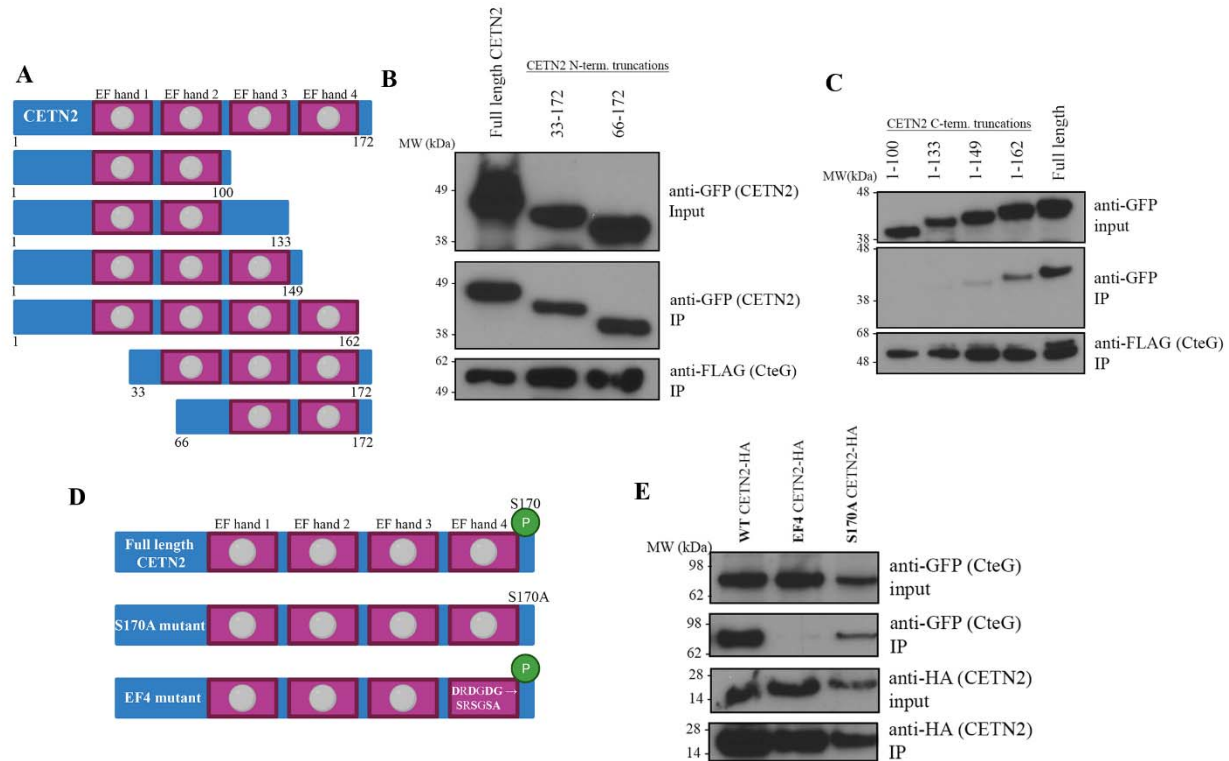 A
EF hand 1 EF hand 2 EF hand 3 EF hand 4
CETN2
1 172
1 100
1 133
1 149
1 162
33 172
66 172
B
Full length CETN2
CETN2 N-term. truncations
33-172
66-172
MW (kDa)
49
38
anti-GFP (CETN2)
Input
49
38
anti-GFP (CETN2)
IP
62
49
anti-FLAG (CteG)
IP
C
CETN2 C-term. truncations
1-100
1-133
1-149
1-162
Full length
MW(kDa)
48
38
anti-GFP
input
48
38
anti-GFP
IP
68
48
anti-FLAG (CteG)
IP
D
S170
P
EF hand 1 EF hand 2 EF hand 3 EF hand 4
Full length
CETN2
S170A
S170A mutant
P
EF4 mutant
DRDGDG →
SRSGSA
E
WT CETN2-HA
EF4 CETN2-HA
S170A CETN2-HA
MW (kDa)
98
62
anti-GFP (CteG)
input
98
62
anti-GFP (CteG)
IP
28
14
anti-HA (CETN2)
input
28
14
anti-HA (CETN2)
IP